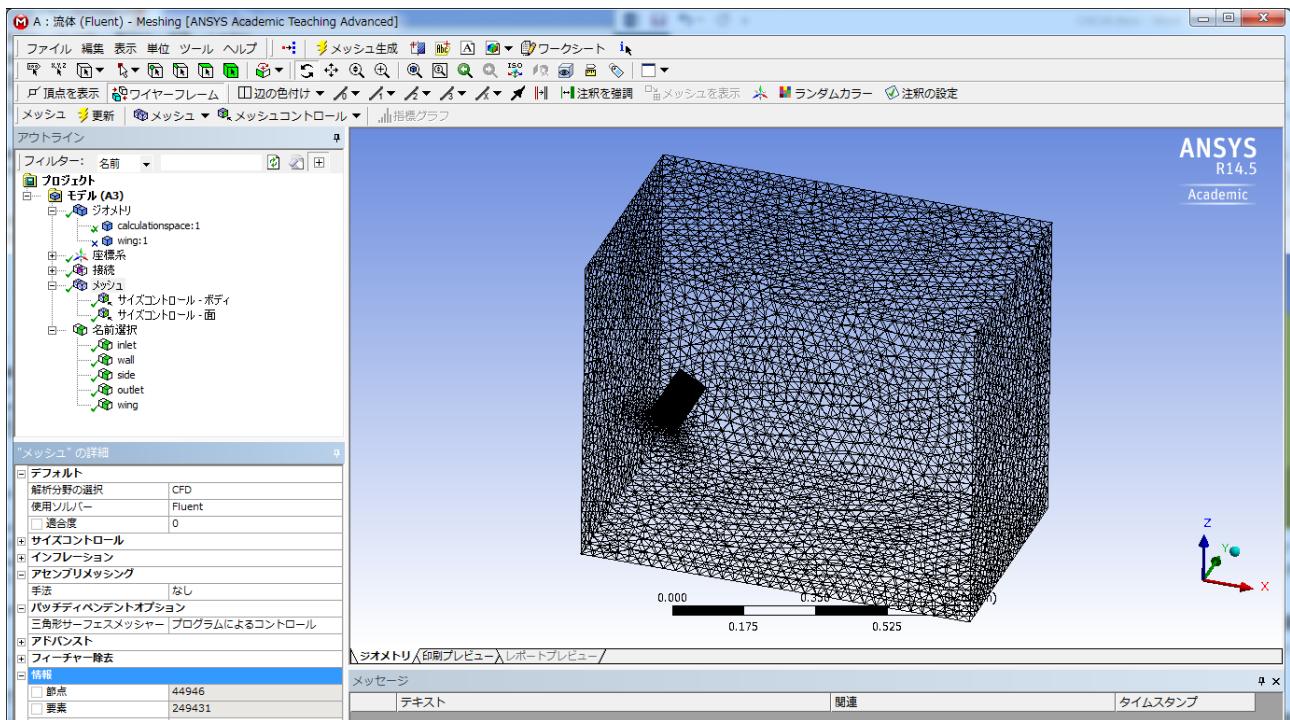 A : 流体 (Fluent) - Meshing [ANSYS Academic Teaching Advanced]
ファイル 編集 表示 単位 ツール ヘルプ メッシュ生成 A ワークシート
ISO
頂点を表示 ワイヤーフレーム 辺の色付け 注釈を強調 メッシュを表示 ランダムカラー 注釈の設定
メッシュ 更新 メッシュ メッシュコントロール 指標グラフ
アウトライン
フィルター: 名前
プロジェクト
モデル (A3)
ジオメトリ
calculationspace:1
wing:1
座標系
接続
メッシュ
サイズコントロール - ボディ
サイズコントロール - 面
名前選択
inlet
wall
side
outlet
wing
"メッシュ" の詳細
デフォルト
解析分野の選択 CFD
使用ソルバー Fluent
適合度 0
サイズコントロール
インフレーション
アセンブリメッシング
手法 なし
パッチディペンデントオプション
三角形サーフェスメッシャー プログラムによるコントロール
アドバンスト
フィーチャー除去
情報
節点 44946
要素 249431
ANSYS
R14.5
Academic
Z
Y
X
0.000 0.350
0.175 0.525
ジオメトリ 印刷プレビュー レポートプレビュー
メッセージ
テキスト 関連 タイムスタンプ